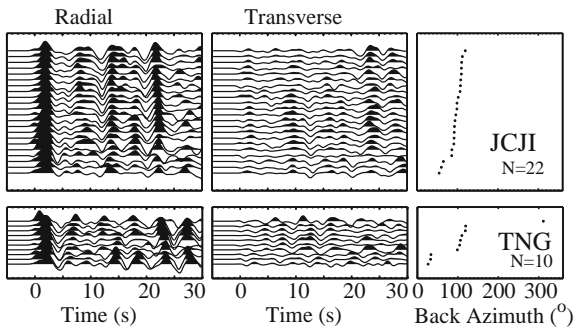 Radial Transverse
JCJI
N=22
TNG
N=10
0 10 20 30 0 10 20 30 0 100 200 300
Time (s) Time (s) Back Azimuth (°)